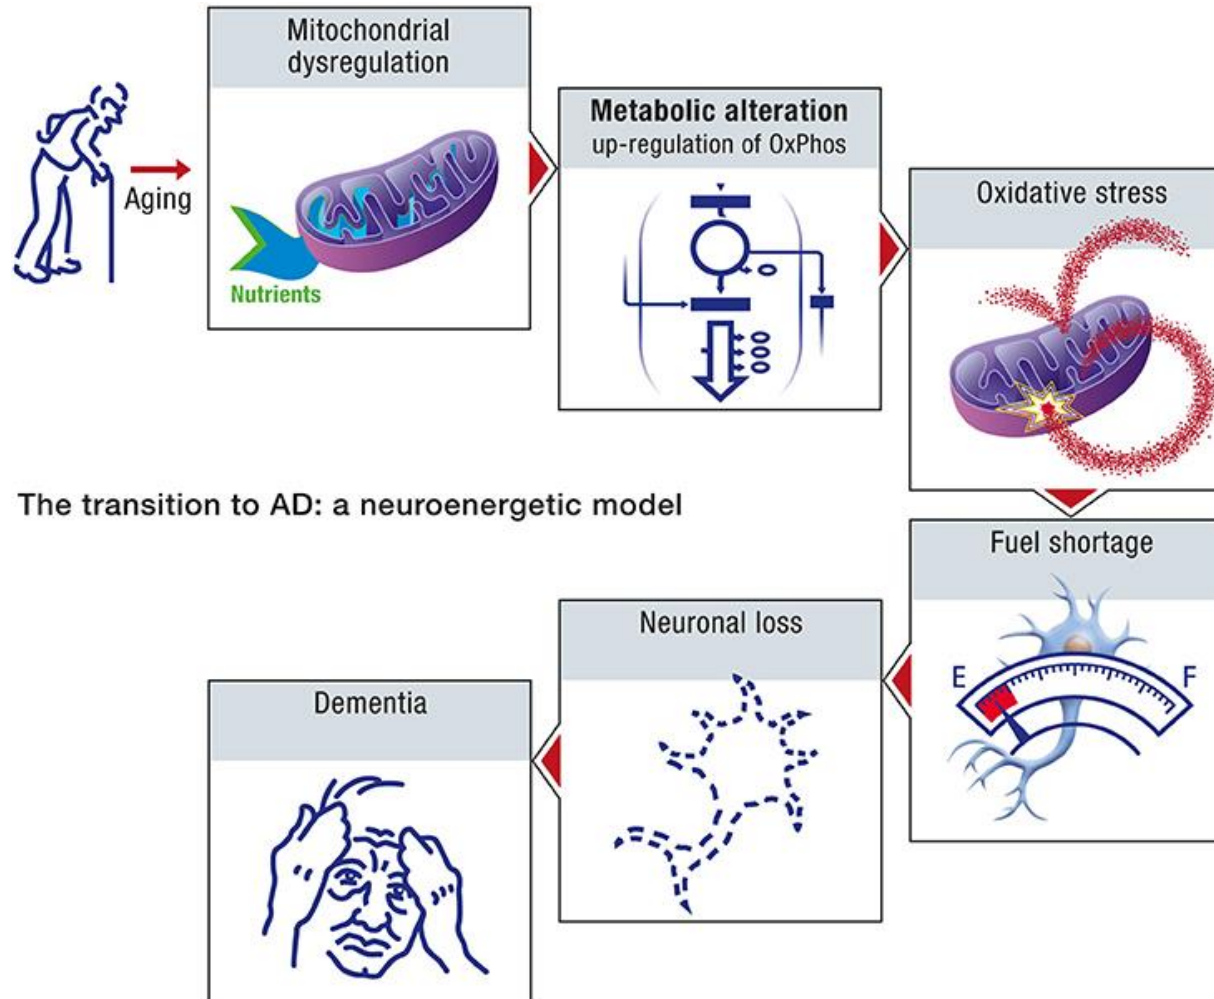 Mitochondrial
dysregulation
Aging
Nutrients
Metabolic alteration
up-regulation of OxPhos
Oxidative stress
The transition to AD: a neuroenergetic model
Fuel shortage
E
F
Neuronal loss
Dementia